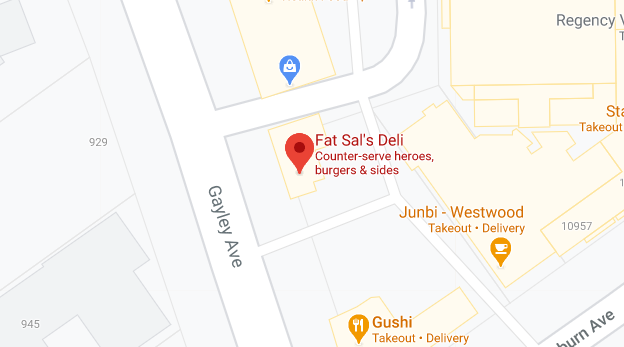 Regency V
929
Fat Sal's Deli
Counter-serve heroes,
burgers & sides
Sta
Takeout
Gayley Ave
Junbi - Westwood
Takeout • Delivery
10957
945
Gushi
Takeout • Delivery
burn Ave